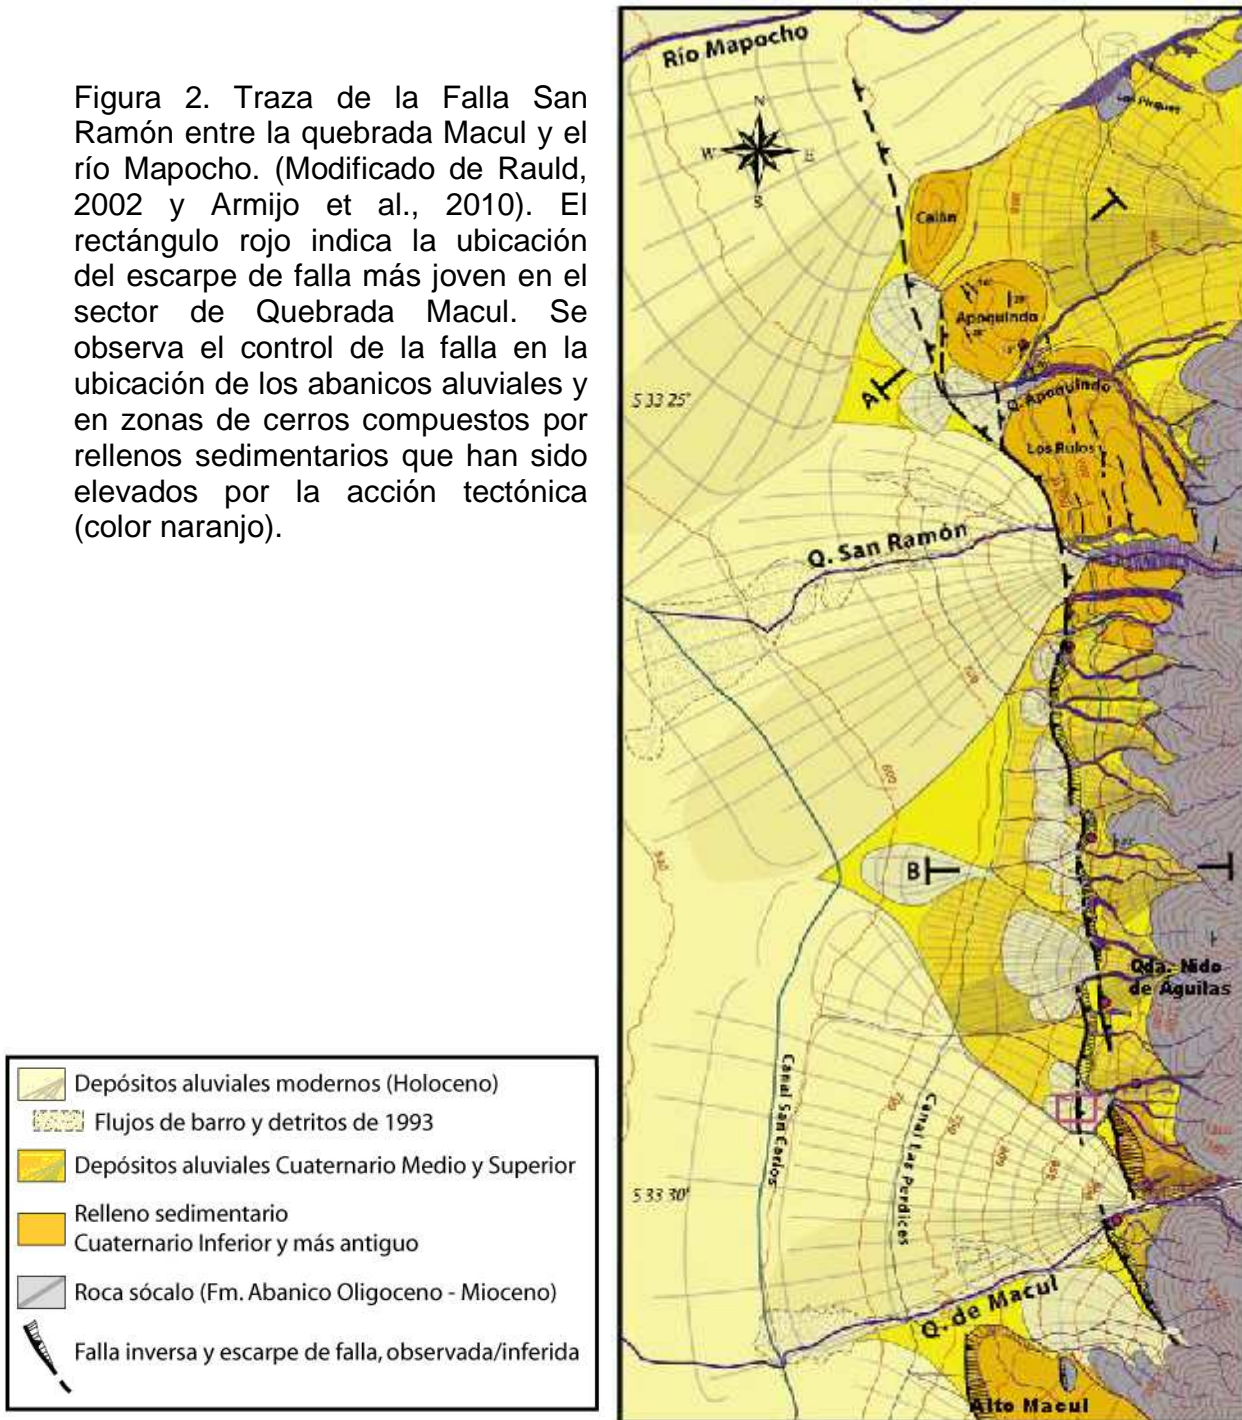 Figura 2. Traza de la Falla San
Ramón entre la quebrada Macul y el
río Mapocho. (Modificado de Rauld,
2002 y Armijo et al., 2010). El
rectángulo rojo indica la ubicación
del escarpe de falla más joven en el
sector de Quebrada Macul. Se
observa el control de la falla en la
ubicación de los abanicos aluviales y
en zonas de cerros compuestos por
rellenos sedimentarios que han sido
elevados por la acción tectónica
(color naranjo).
Río Mapocho
N
W
E
S
Calán
Apoquindo
A
S 33 25'
Q. Apoquindo
Los Rulos
Q. San Ramón
B
Qda. Nido
de Aguilas
Canal San Carlos
Canal Las Perdices
S 33 30'
Q. de Macul
Alto Macul
Depósitos aluviales modernos (Holoceno)
Flujos de barro y detritos de 1993
Depósitos aluviales Cuaternario Medio y Superior
Relleno sedimentario
Cuaternario Inferior y más antiguo
Roca sócalo (Fm. Abanico Oligoceno - Mioceno)
Falla inversa y escarpe de falla, observada/inferida